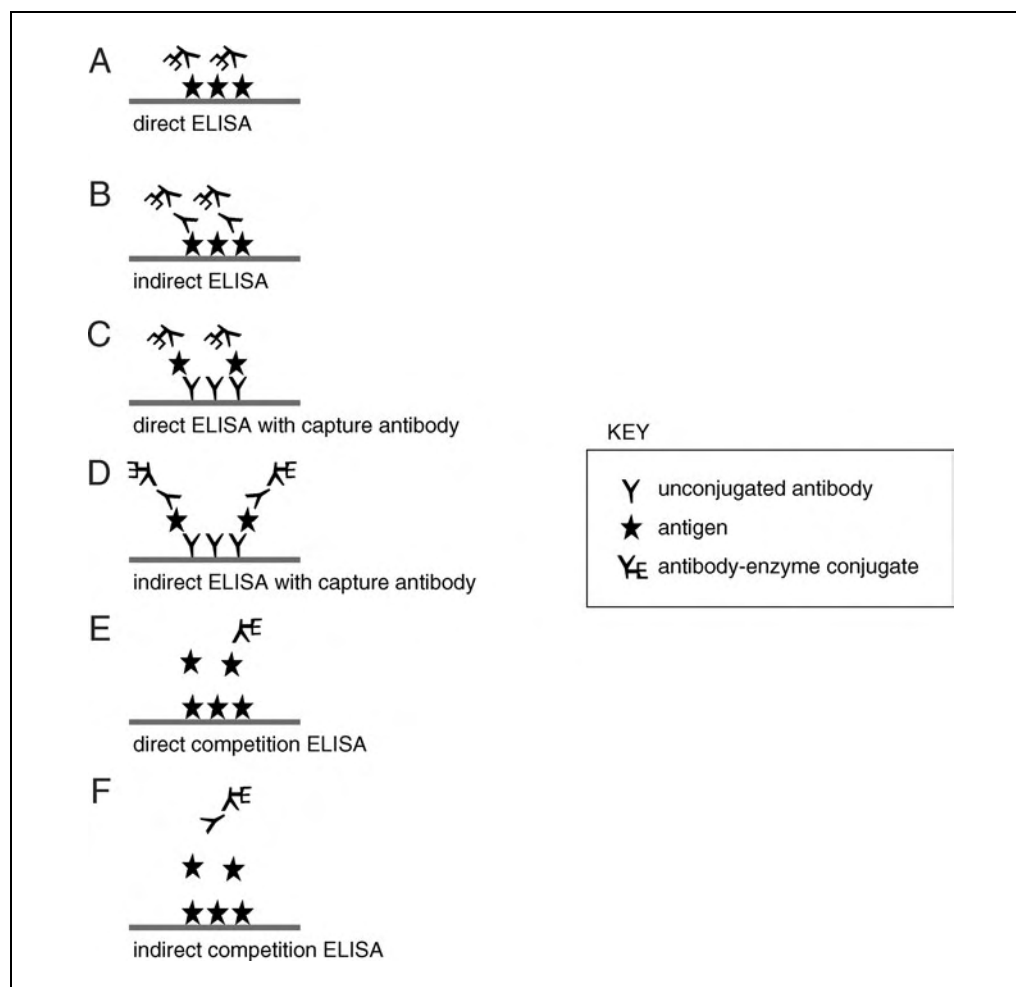 A
direct ELISA
B
indirect ELISA
C
direct ELISA with capture antibody
D
indirect ELISA with capture antibody
E
direct competition ELISA
F
indirect competition ELISA
KEY
unconjugated antibody
antigen
antibody-enzyme conjugate